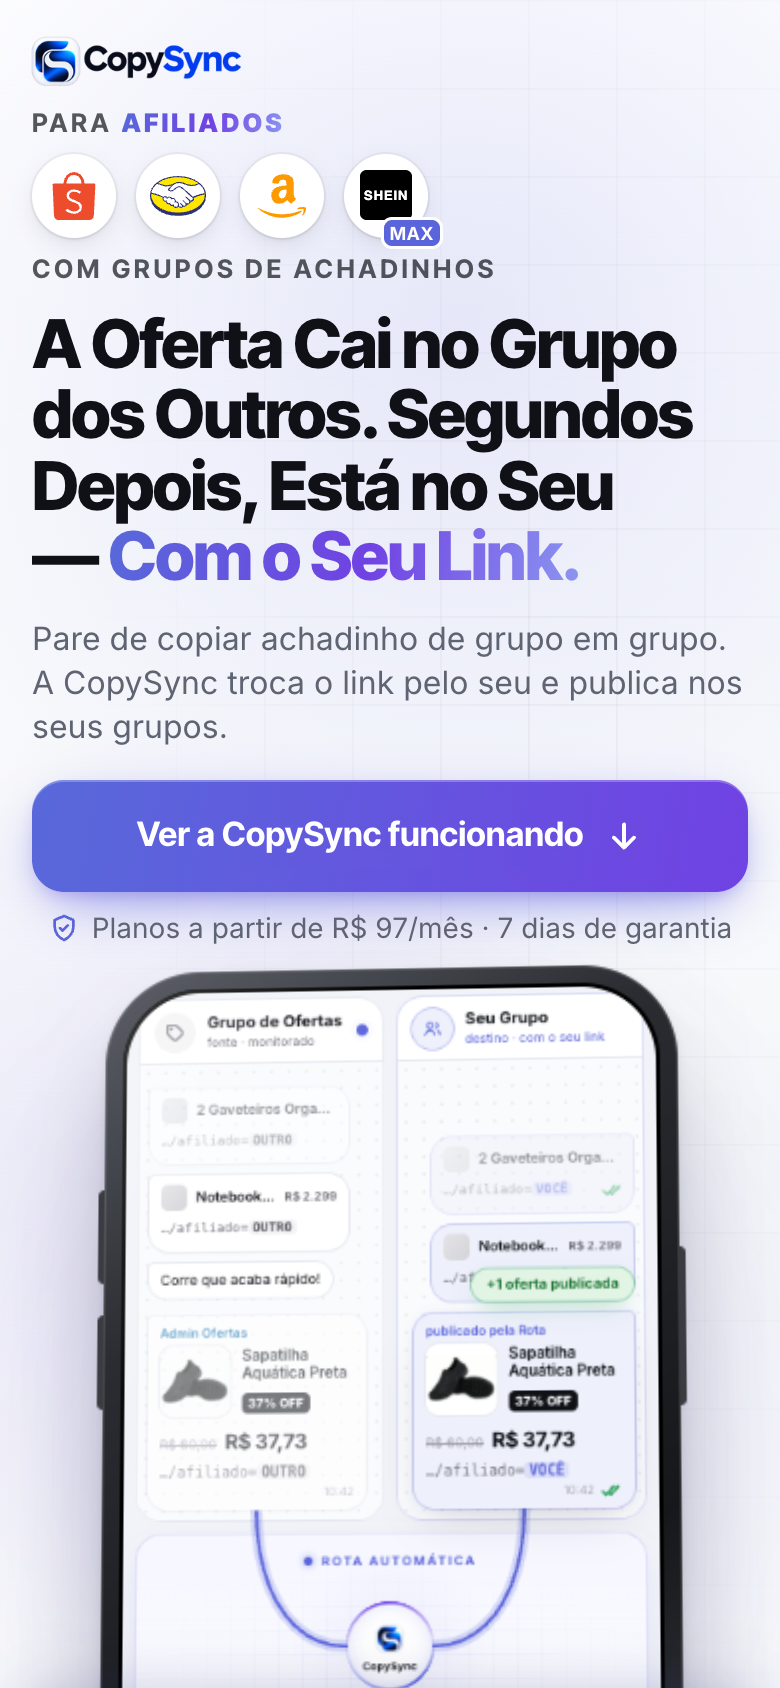 CopySync
PARA AFILIADOS
SHEIN
MAX
COM GRUPOS DE ACHADINHOS
A Oferta Cai no Grupo
dos Outros. Segundos
Depois, Está no Seu
— Com o Seu Link.
Pare de copiar achadinho de grupo em grupo.
A CopySync troca o link pelo seu e publica nos
seus grupos.
Ver a CopySync funcionando ↓
Planos a partir de R$ 97/mês · 7 dias de garantia
Grupo de Ofertas
fonte · monitorado
2 Gaveteiros Orga...
…/afiliado=OUTRO
Notebook... R$ 2.299
…/afiliado=OUTRO
Corre que acaba rápido!
Admin Ofertas
Sapatilha
Aquática Preta
37% OFF
R$ 60,00 R$ 37,73
…/afiliado=OUTRO
10:42
Seu Grupo
destino · com o seu link
2 Gaveteiros Orga...
…/afiliado=VOCÊ
Notebook... R$ 2.299
…/af
+1 oferta publicada
publicado pela Rota
Sapatilha
Aquática Preta
37% OFF
R$ 60,00 R$ 37,73
…/afiliado=VOCÊ
10:42
ROTA AUTOMÁTICA
CopySync